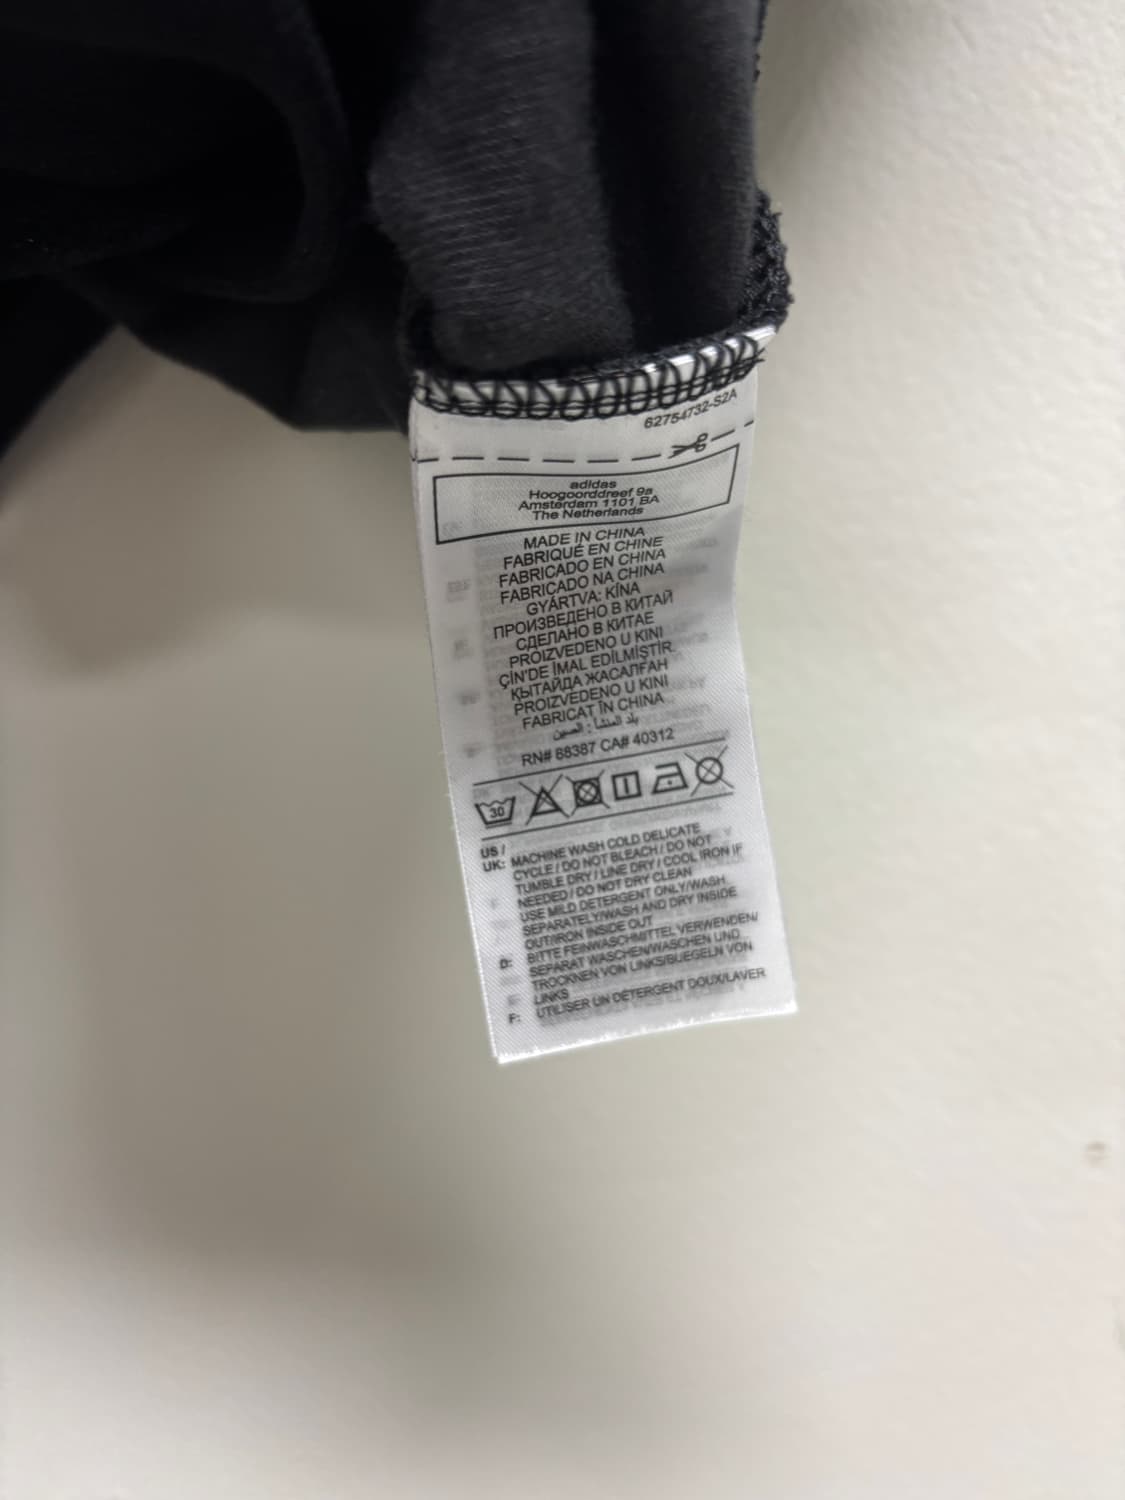 62754732-S2A
adidas
Hoogoorddreef 9a
Amsterdam 1101 BA
The Netherlands
MADE IN CHINA
FABRIQUÉ EN CHINE
FABRICADO EN CHINA
FABRICADO NA CHINA
GYÁRTVA: KÍNA
ПРОИЗВЕДЕНО В КИТАЙ
СДЕЛАНО В КИТАЕ
PROIZVEDENO U KINI
ÇİN'DE İMAL EDİLMİŞTİR.
ҚЫТАЙДА ЖАСАЛҒАН
PROIZVEDENO U KINI
FABRICAT ÎN CHINA
بلد المنشأ : الصين
RN# 88387 CA# 40312
30
US /
UK: MACHINE WASH COLD DELICATE
CYCLE / DO NOT BLEACH / DO NOT
TUMBLE DRY / LINE DRY / COOL IRON IF
NEEDED / DO NOT DRY CLEAN
USE MILD DETERGENT ONLY/WASH
SEPARATELY/WASH AND DRY INSIDE
OUT/IRON INSIDE OUT
D: BITTE FEINWASCHMITTEL VERWENDEN/
SEPARAT WASCHEN/WASCHEN UND
TROCKNEN VON LINKS/BUEGELN VON
LINKS
F: UTILISER UN DÉTERGENT DOUX/LAVER